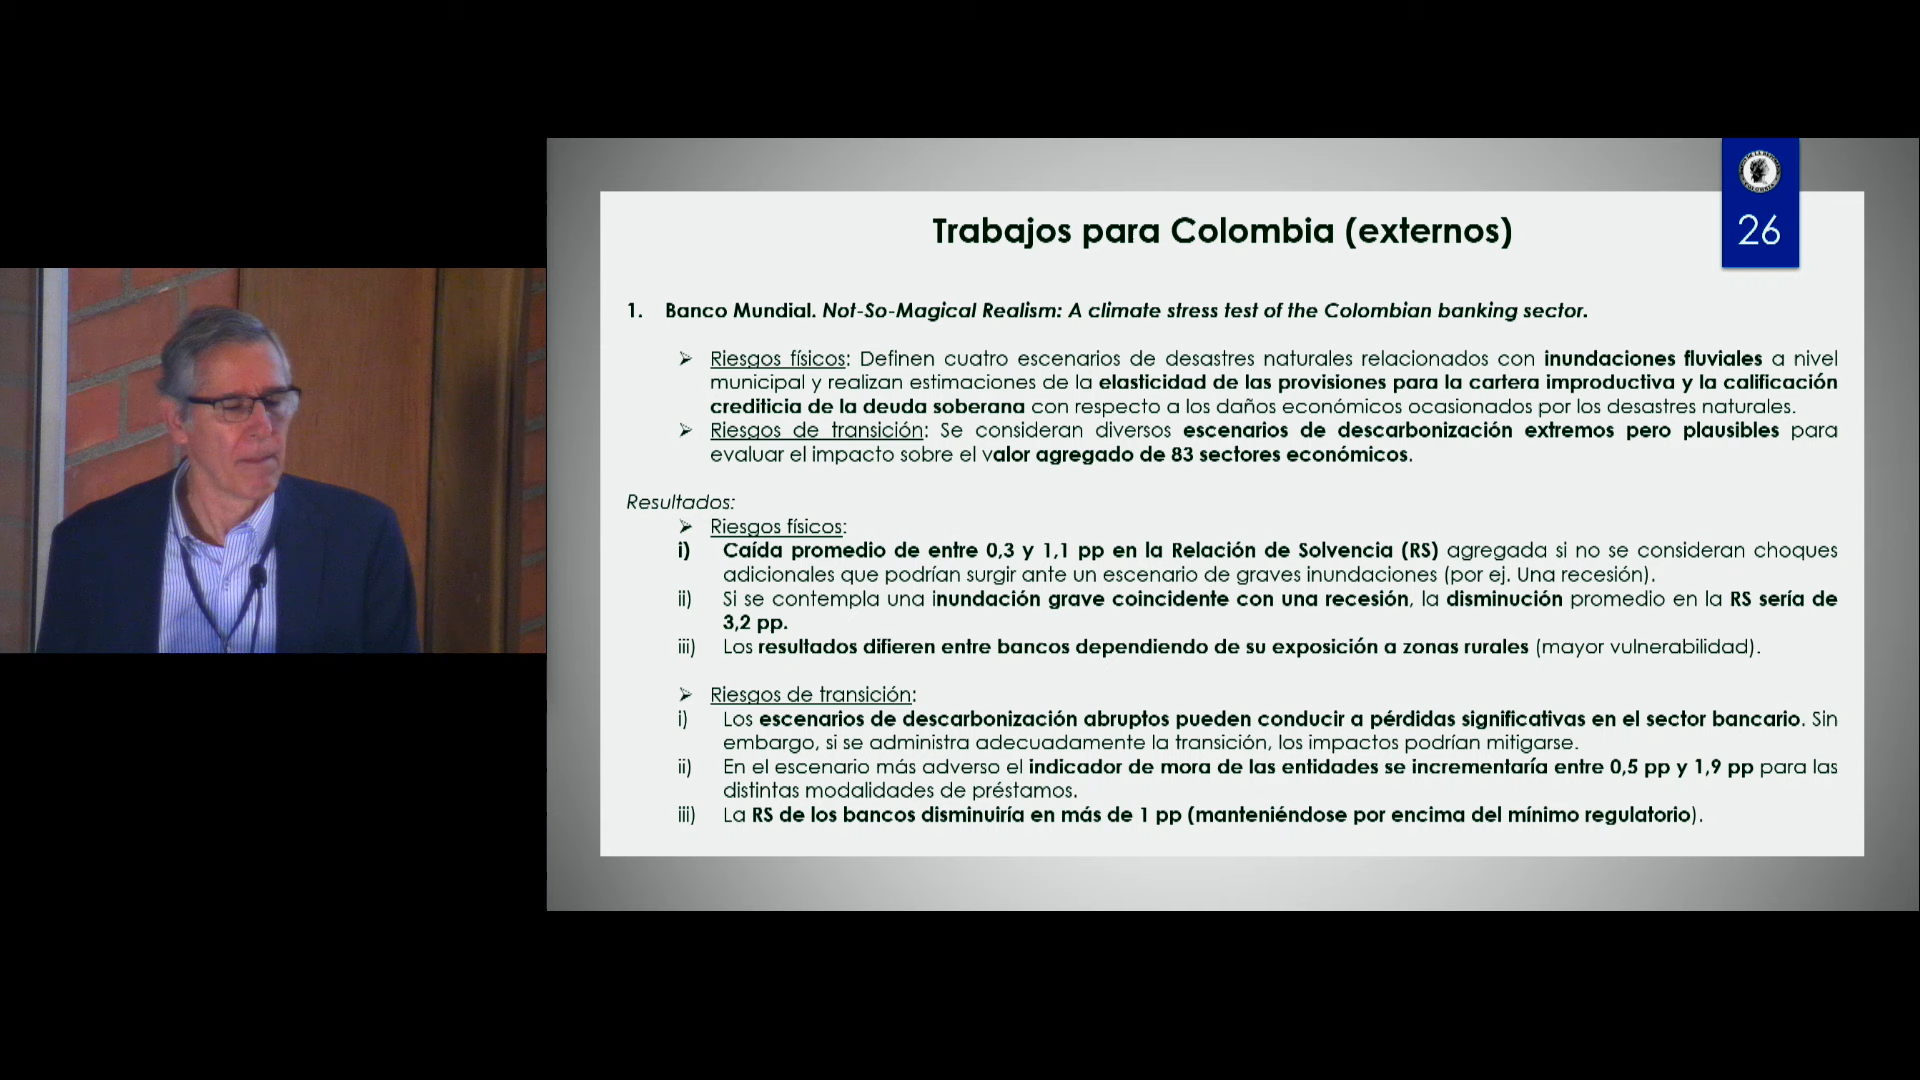 26
Trabajos para Colombia (externos)
1. Banco Mundial. Not-So-Magical Realism: A climate stress test of the Colombian banking sector.
➢ Riesgos físicos: Definen cuatro escenarios de desastres naturales relacionados con inundaciones fluviales a nivel
municipal y realizan estimaciones de la elasticidad de las provisiones para la cartera improductiva y la calificación
crediticia de la deuda soberana con respecto a los daños económicos ocasionados por los desastres naturales.
➢ Riesgos de transición: Se consideran diversos escenarios de descarbonización extremos pero plausibles para
evaluar el impacto sobre el valor agregado de 83 sectores económicos.
Resultados:
➢ Riesgos físicos:
i) Caída promedio de entre 0,3 y 1,1 pp en la Relación de Solvencia (RS) agregada si no se consideran choques
adicionales que podrían surgir ante un escenario de graves inundaciones (por ej. Una recesión).
ii) Si se contempla una inundación grave coincidente con una recesión, la disminución promedio en la RS sería de
3,2 pp.
iii) Los resultados difieren entre bancos dependiendo de su exposición a zonas rurales (mayor vulnerabilidad).
➢ Riesgos de transición:
i) Los escenarios de descarbonización abruptos pueden conducir a pérdidas significativas en el sector bancario. Sin
embargo, si se administra adecuadamente la transición, los impactos podrían mitigarse.
ii) En el escenario más adverso el indicador de mora de las entidades se incrementaría entre 0,5 pp y 1,9 pp para las
distintas modalidades de préstamos.
iii) La RS de los bancos disminuiría en más de 1 pp (manteniéndose por encima del mínimo regulatorio).